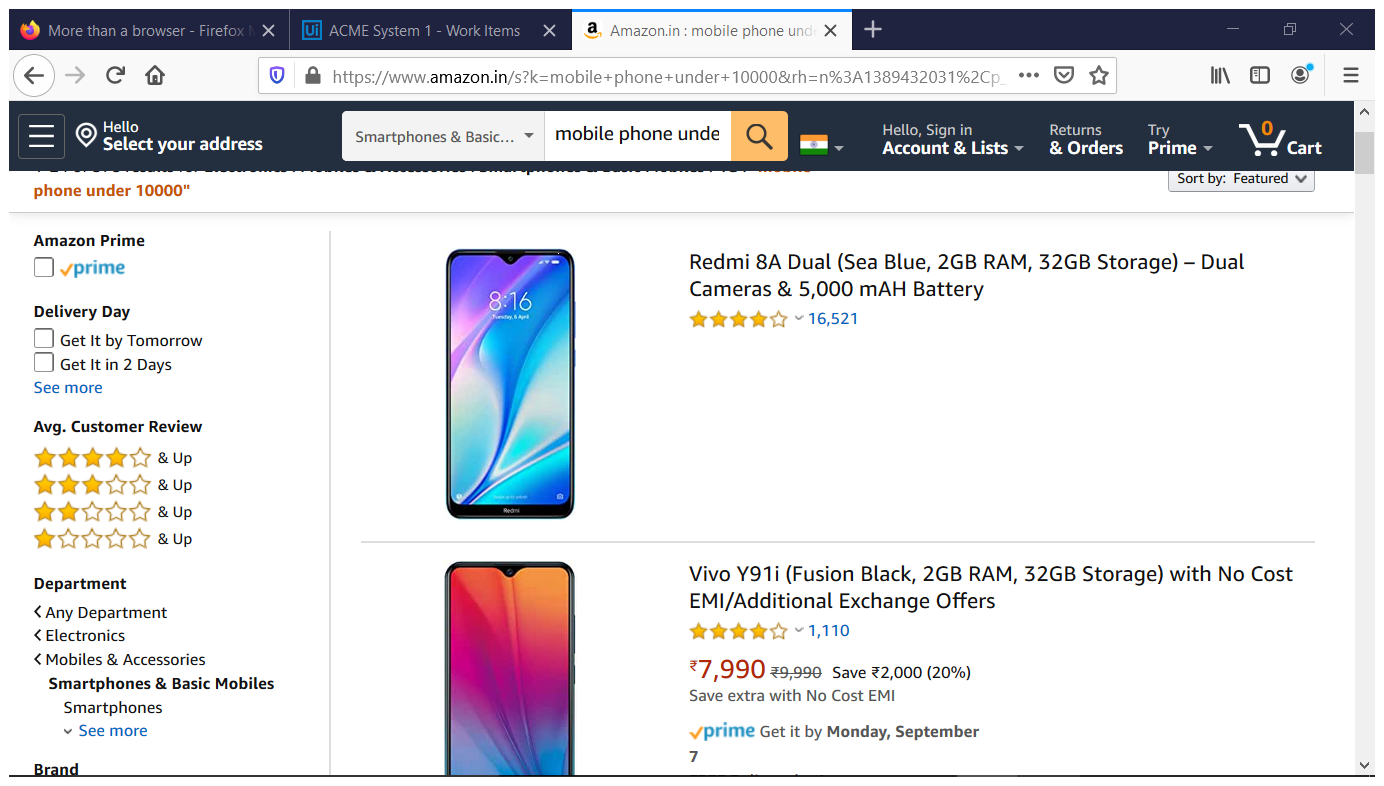 More than a browser - Firefox
Ui ACME System 1 - Work Items
a Amazon.in : mobile phone und
https://www.amazon.in/s?k=mobile+phone+under+10000&rh=n%3A1389432031%2Cp_
Hello
Select your address
Smartphones & Basic...
mobile phone unde
Hello, Sign in
Account & Lists
Returns
& Orders
Try
Prime
0
Cart
phone under 10000"
Sort by: Featured
Amazon Prime
prime
Delivery Day
Get It by Tomorrow
Get It in 2 Days
See more
Avg. Customer Review
& Up
& Up
& Up
& Up
Department
Any Department
Electronics
Mobiles & Accessories
Smartphones & Basic Mobiles
Smartphones
See more
Brand
8:16
Tuesday, 6 April
Redmi
Redmi 8A Dual (Sea Blue, 2GB RAM, 32GB Storage) – Dual
Cameras & 5,000 mAH Battery
16,521
Vivo Y91i (Fusion Black, 2GB RAM, 32GB Storage) with No Cost
EMI/Additional Exchange Offers
1,110
₹7,990 ₹9,990 Save ₹2,000 (20%)
Save extra with No Cost EMI
prime Get it by Monday, September
7